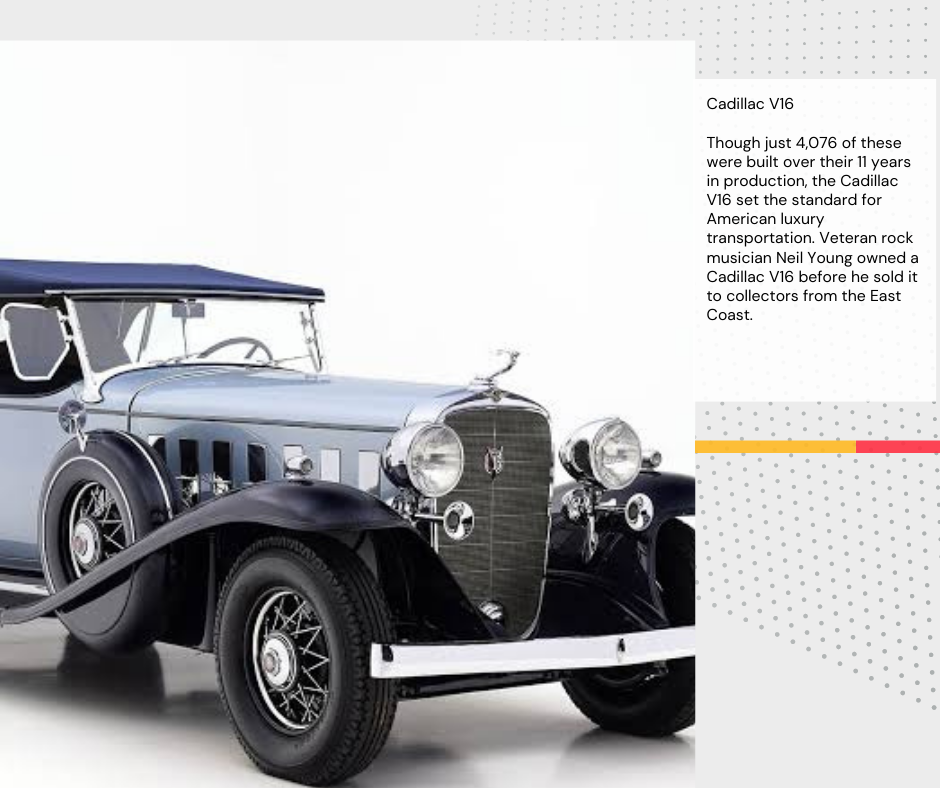 Cadillac V16
Though just 4,076 of these
were built over their 11 years
in production, the Cadillac
V16 set the standard for
American luxury
transportation. Veteran rock
musician Neil Young owned a
Cadillac V16 before he sold it
to collectors from the East
Coast.